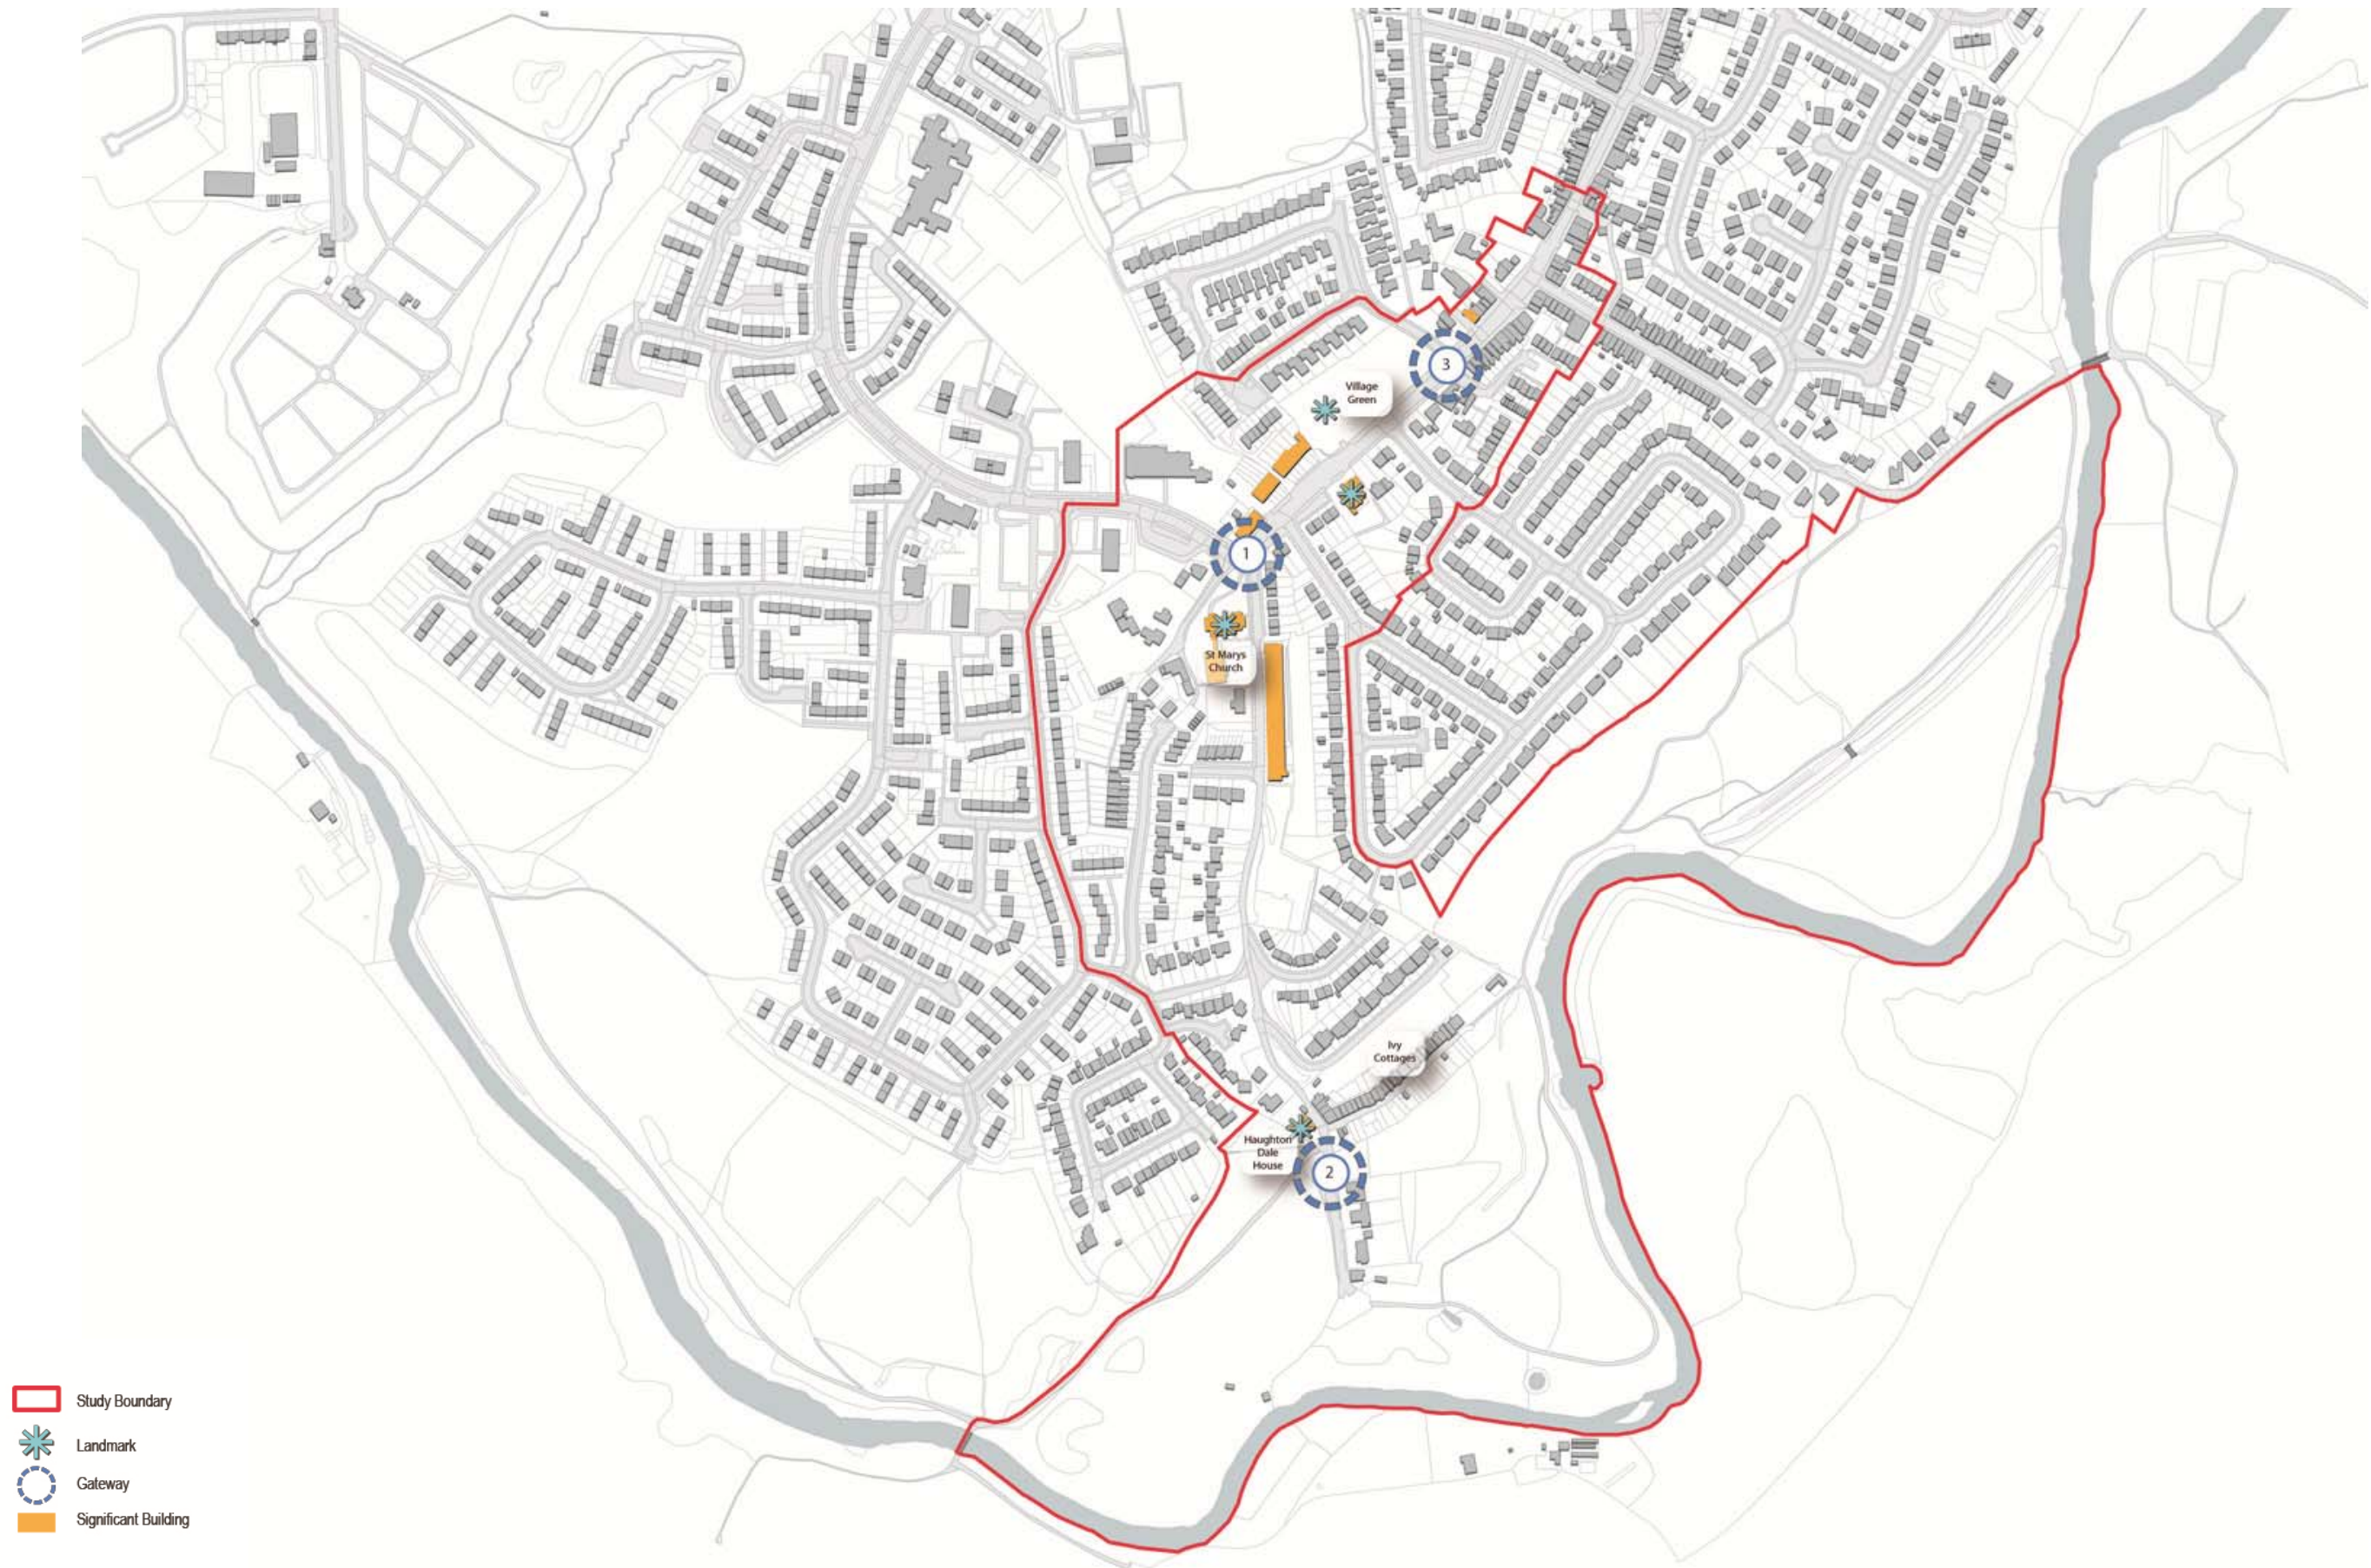 3
Village
Green
1
St Marys
Church
Ivy
Cottages
Haughton
Dale
House
2
Study Boundary
Landmark
Gateway
Significant Building